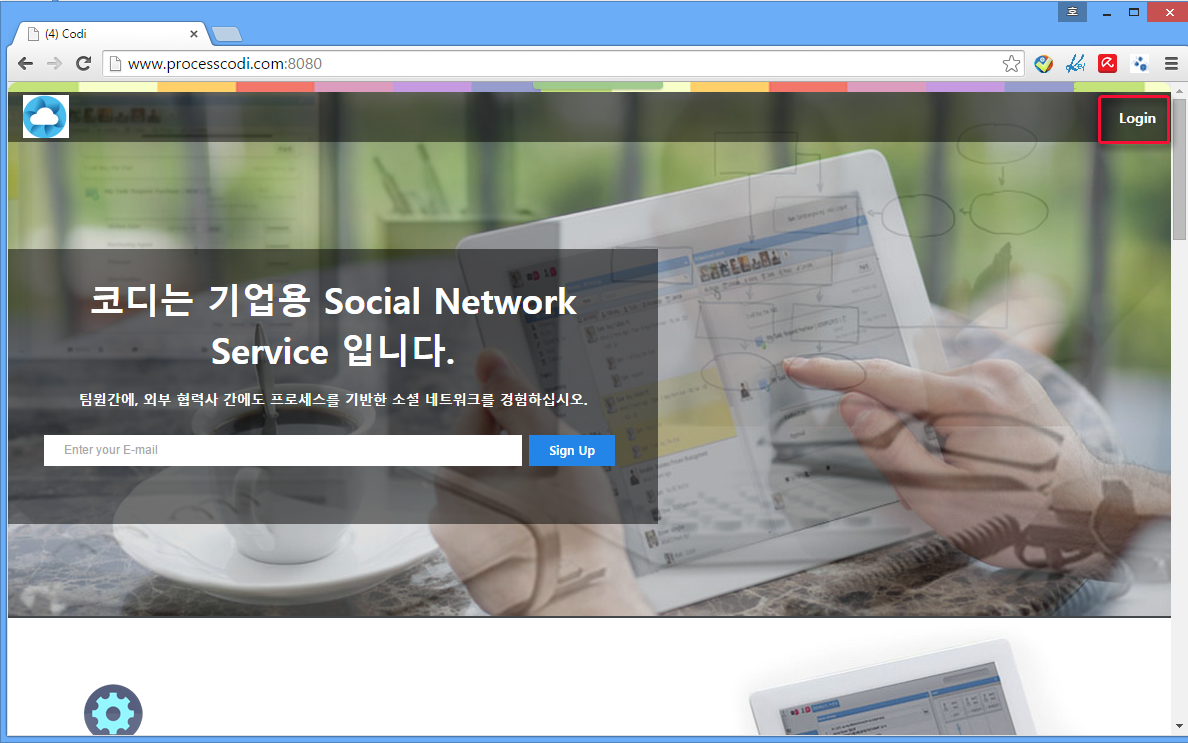 호
(4) Codi
www.processcodi.com:8080
Login
코디는 기업용 Social Network
Service 입니다.
팀원간에, 외부 협력사 간에도 프로세스를 기반한 소셜 네트워크를 경험하십시오.
Enter your E-mail
Sign Up